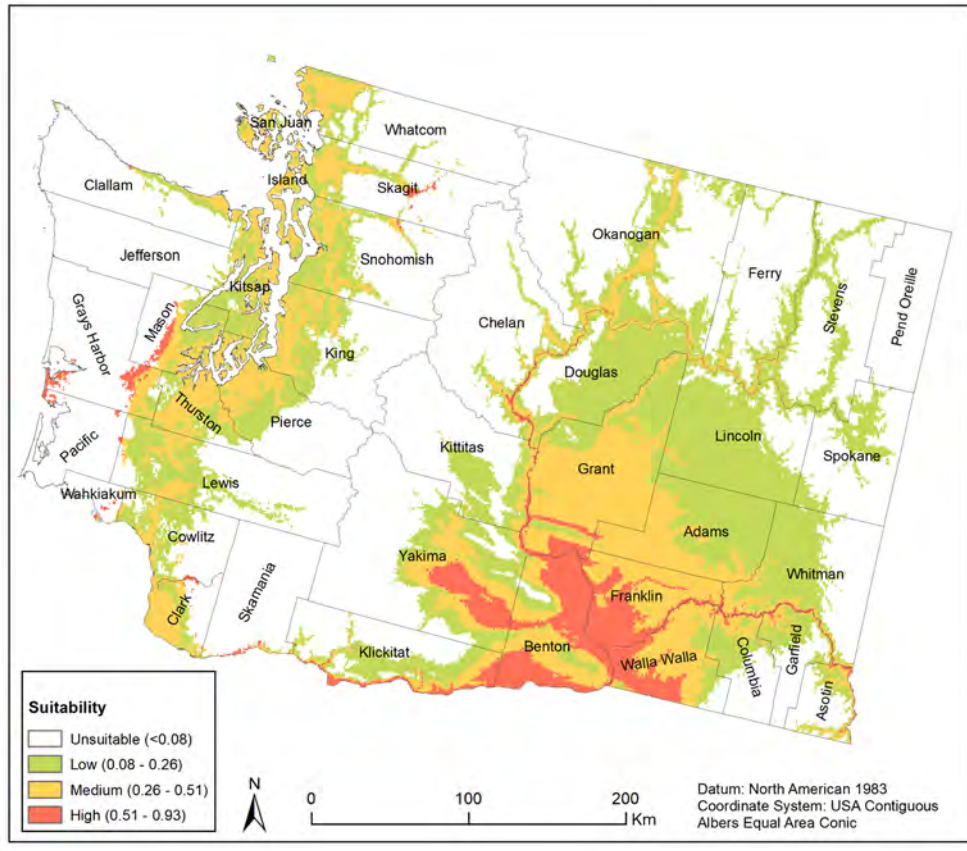 San Juan
Whatcom
Island
Skagit
Clallam
Okanogan
Jefferson
Snohomish
Ferry
Kitsap
Stevens
Pend Oreille
Grays Harbor
Mason
Chelan
King
Douglas
Thurston
Pierce
Lincoln
Spokane
Pacific
Kittitas
Grant
Lewis
Wahkiakum
Adams
Cowlitz
Yakima
Whitman
Skamania
Clark
Franklin
Klickitat
Benton
Walla Walla
Columbia
Garfield
Asotin
Suitability
Unsuitable (<0.08)
Low (0.08 - 0.26)
Medium (0.26 - 0.51)
High (0.51 - 0.93)
N
0 100 200
Km
Datum: North American 1983
Coordinate System: USA Contiguous
Albers Equal Area Conic